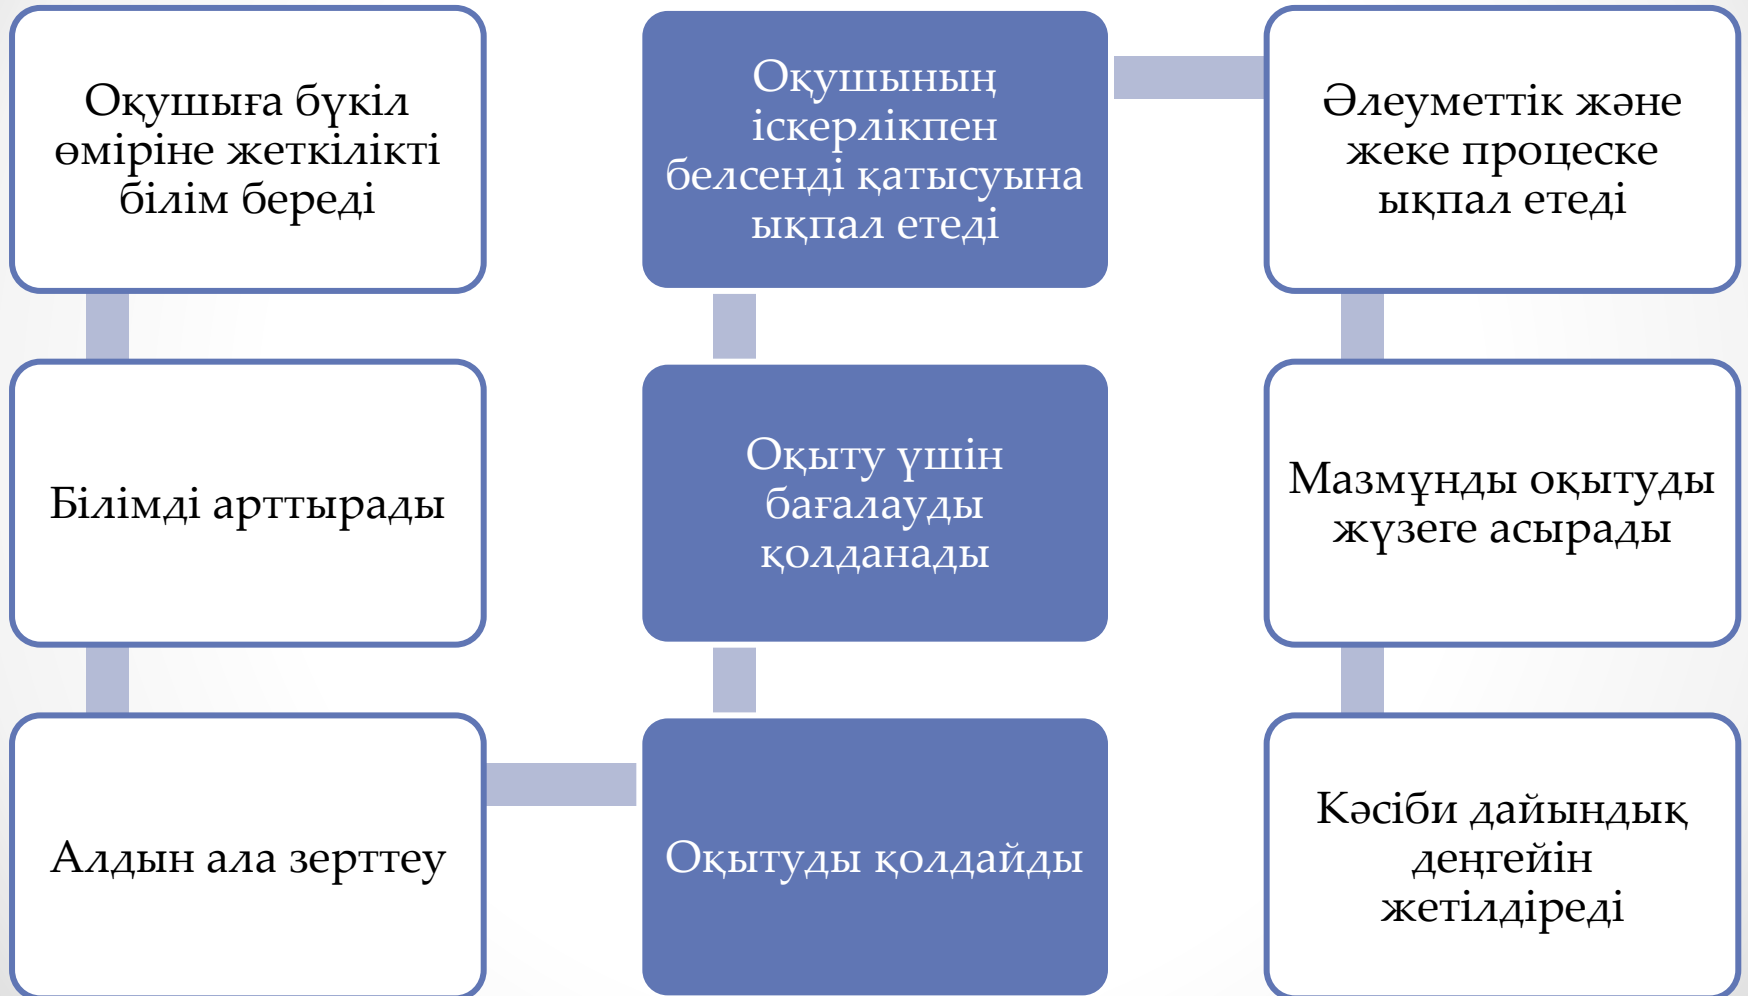 Оқушыға бүкіл
өміріне жеткілікті
білім береді
Білімді арттырады
Алдын ала зерттеу
Оқытуды қолдайды
Оқыту үшін
бағалауды
қолданады
Оқушының
іскерлікпен
белсенді қатысуына
ықпал етеді
Әлеуметтік және
жеке процеске
ықпал етеді
Мазмұнды оқытуды
жүзеге асырады
Кәсіби дайындық
деңгейін
жетілдіреді